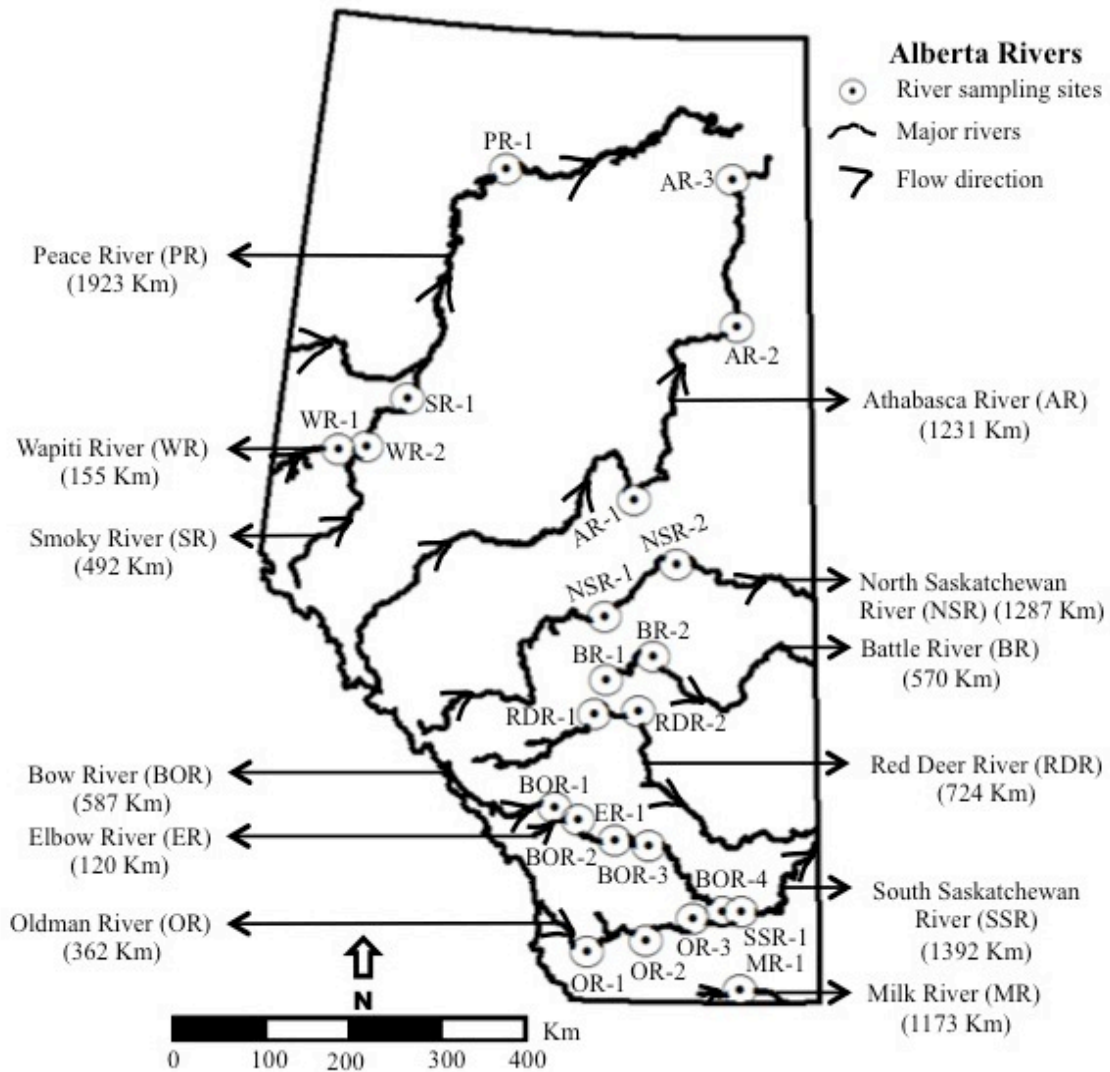 Alberta Rivers
River sampling sites
Major rivers
Flow direction
PR-1
AR-3
Peace River (PR)
(1923 Km)
AR-2
SR-1
WR-1
WR-2
Athabasca River (AR)
(1231 Km)
Wapiti River (WR)
(155 Km)
Smoky River (SR)
(492 Km)
AR-1
NSR-2
NSR-1
North Saskatchewan
River (NSR) (1287 Km)
BR-2
BR-1
Battle River (BR)
(570 Km)
RDR-1
RDR-2
Red Deer River (RDR)
(724 Km)
Bow River (BOR)
(587 Km)
BOR-1
ER-1
Elbow River (ER)
(120 Km)
BOR-2
BOR-3
BOR-4
South Saskatchewan
River (SSR)
(1392 Km)
Oldman River (OR)
(362 Km)
OR-1
OR-2
OR-3
SSR-1
MR-1
Milk River (MR)
(1173 Km)
N
Km
0 100 200 300 400